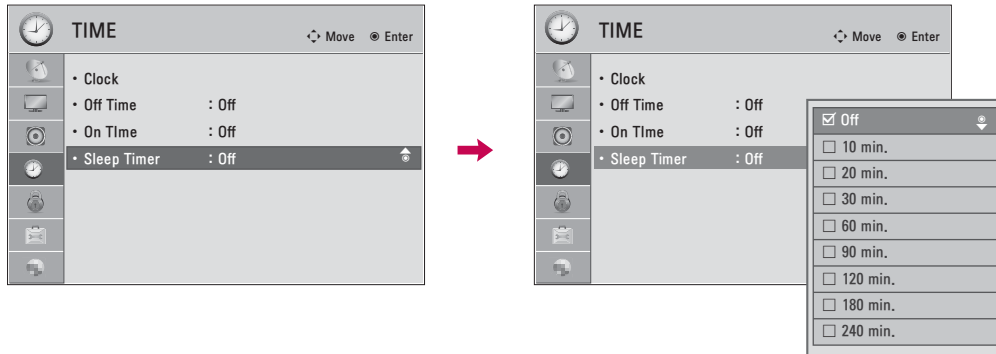 TIME
Move Enter
• Clock
• Off Time : Off
• On TIme : Off
• Sleep Timer : Off
TIME
Move Enter
• Clock
• Off Time : Off
• On TIme : Off
• Sleep Timer : Off
☑ Off
☐ 10 min.
☐ 20 min.
☐ 30 min.
☐ 60 min.
☐ 90 min.
☐ 120 min.
☐ 180 min.
☐ 240 min.